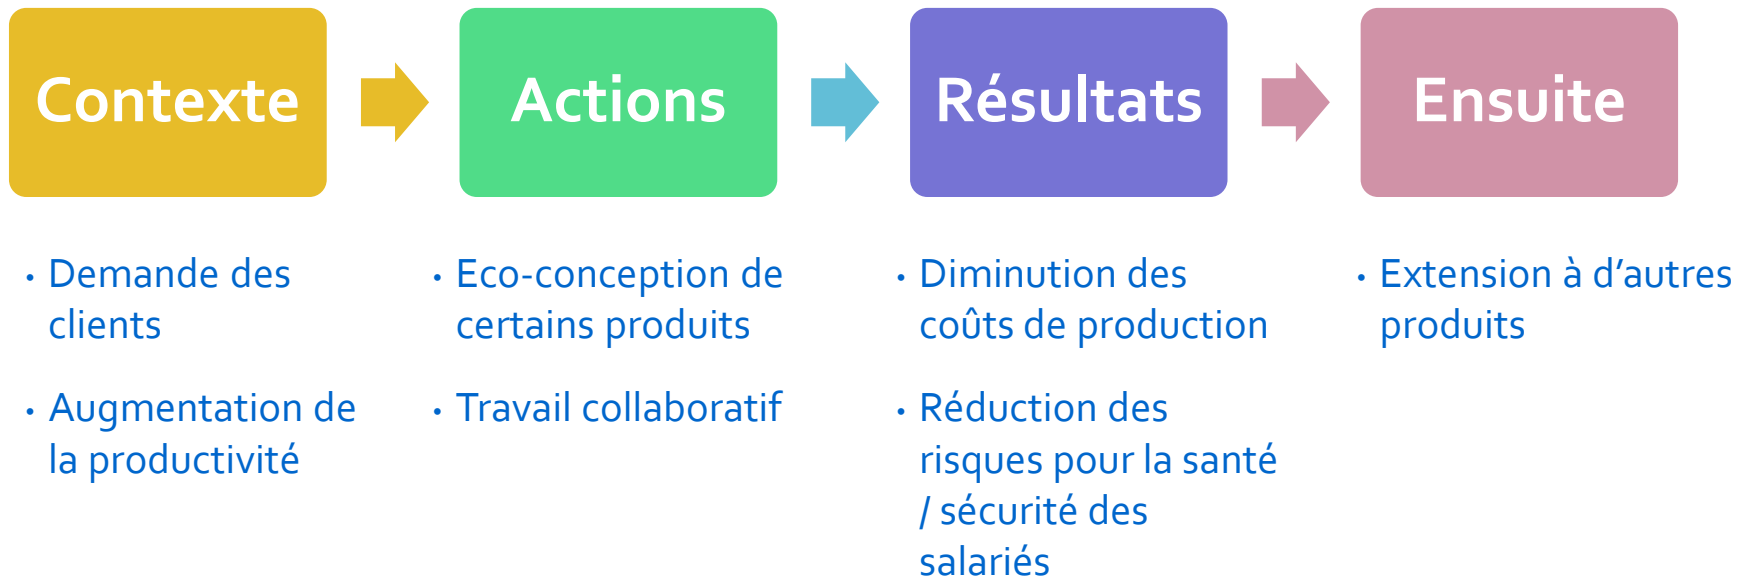 Contexte
Actions
Résultats
Ensuite
• Demande des
clients
• Augmentation de
la productivité
• Eco-conception de
certains produits
• Travail collaboratif
• Diminution des
coûts de production
• Réduction des
risques pour la santé
/ sécurité des
salariés
• Extension à d’autres
produits